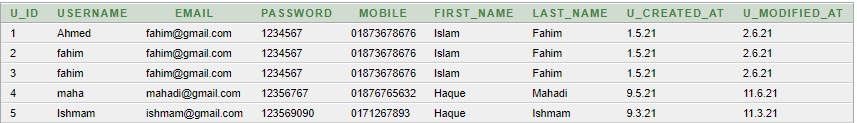 U_ID USERNAME EMAIL PASSWORD MOBILE FIRST_NAME LAST_NAME U_CREATED_AT U_MODIFIED_AT
1 Ahmed fahim@gmail.com 1234567 01873678676 Islam Fahim 1.5.21 2.6.21
2 fahim fahim@gmail.com 1234567 01873678676 Islam Fahim 1.5.21 2.6.21
3 fahim fahim@gmail.com 1234567 01873678676 Islam Fahim 1.5.21 2.6.21
4 maha mahadi@gmail.com 12356767 01876765632 Haque Mahadi 9.5.21 11.6.21
5 Ishmam ishmam@gmail.com 123569090 0171267893 Haque Ishmam 9.3.21 11.3.21